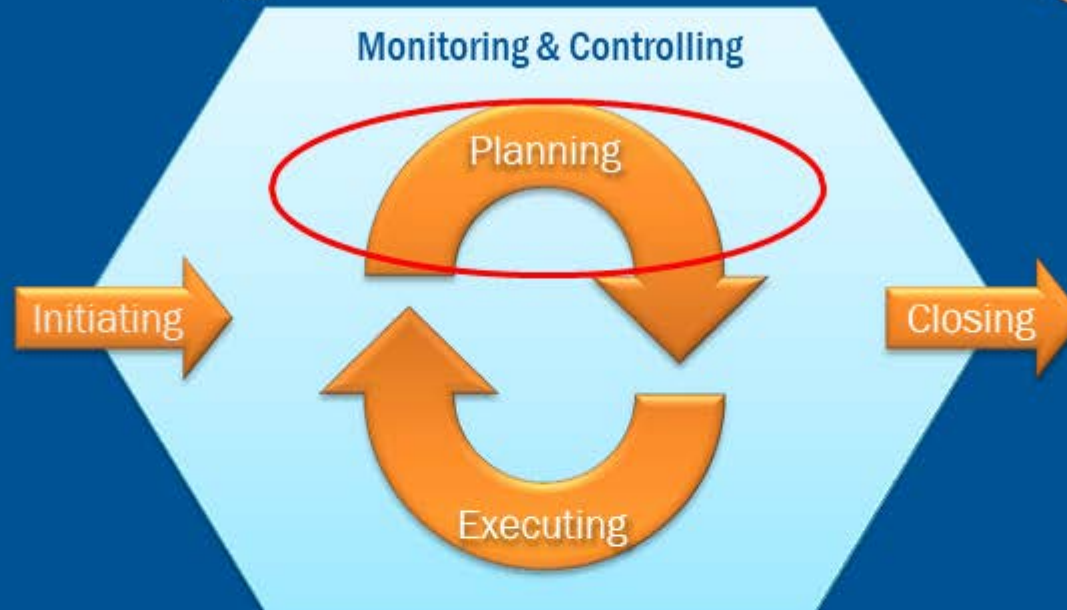 Monitoring & Controlling
Planning
Initiating
Closing
Executing